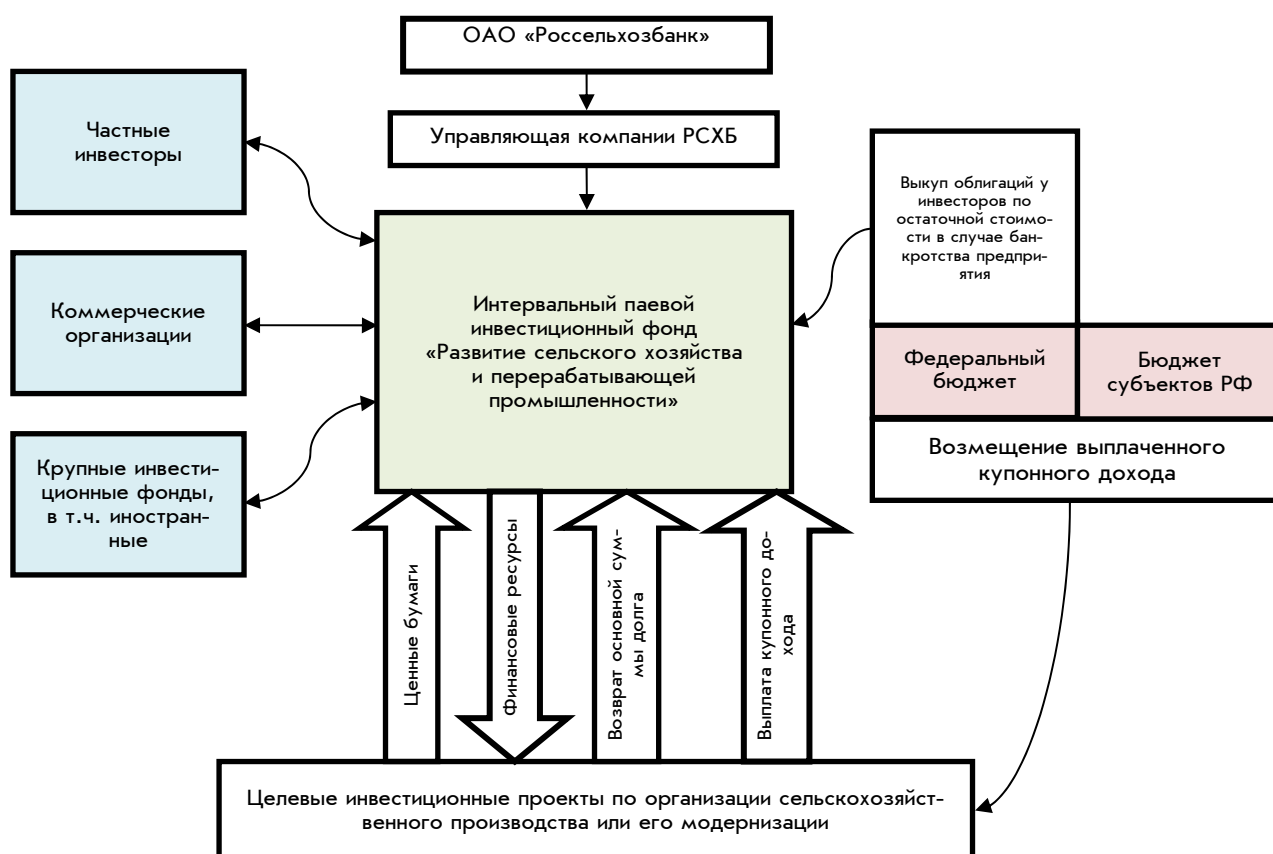 ОАО «Россельхозбанк»
Управляющая компании РСХБ
Частные
инвесторы
Коммерческие
организации
Крупные инвести-
ционные фонды,
в т.ч. иностран-
ные
Интервальный паевой
инвестиционный фонд
«Развитие сельского хозяйства
и перерабатывающей
промышленности»
Выкуп облигаций у
инвесторов по
остаточной стоимо-
сти в случае бан-
кротства предпри-
ятия
Федеральный
бюджет
Бюджет
субъектов РФ
Возмещение выплаченного
купонного дохода
Ценные бумаги
Финансовые ресурсы
Возврат основной сум-
мы долга
Выплата купонного до-
хода
Целевые инвестиционные проекты по организации сельскохозяйст-
венного производства или его модернизации